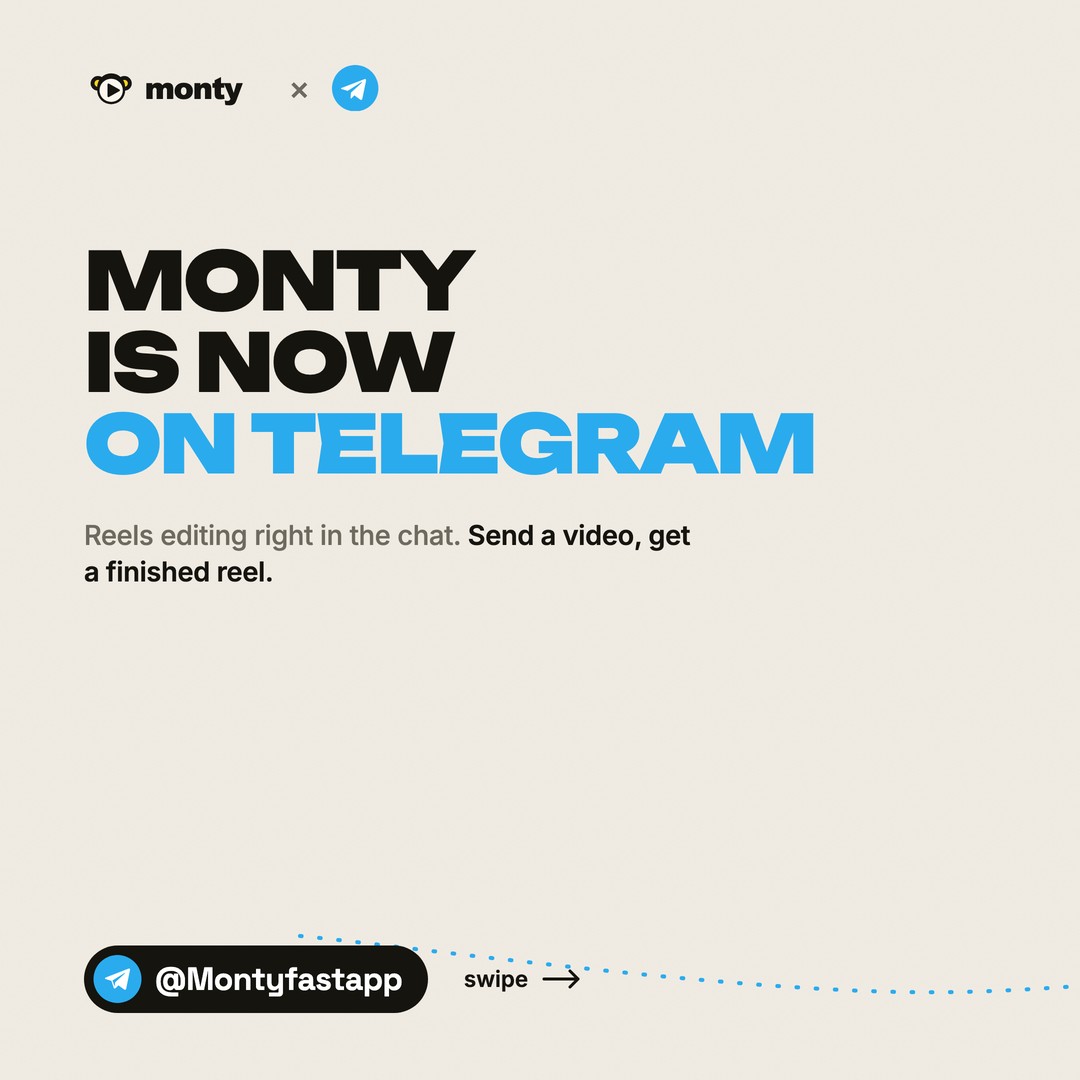 monty ×
MONTY
IS NOW
ON TELEGRAM
Reels editing right in the chat. Send a video, get
a finished reel.
@Montyfastapp
swipe →